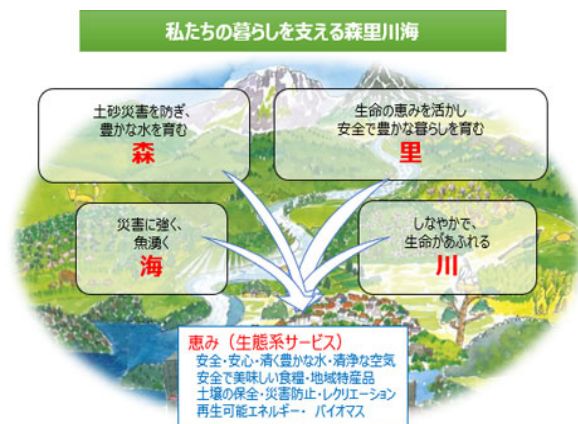 私たちの暮らしを支える森里川海
土砂災害を防ぎ、
豊かな水を育む
森
生命の恵みを活かし
安全で豊かな暮らしを育む
里
災害に強く、
魚湧く
海
しなやかで、
生命があふれる
川
恵み（生態系サービス）
安全・安心・清く豊かな水・清浄な空気
安全で美味しい食糧・地域特産品
土壌の保全・災害防止・レクリエーション
再生可能エネルギー・ バイオマス